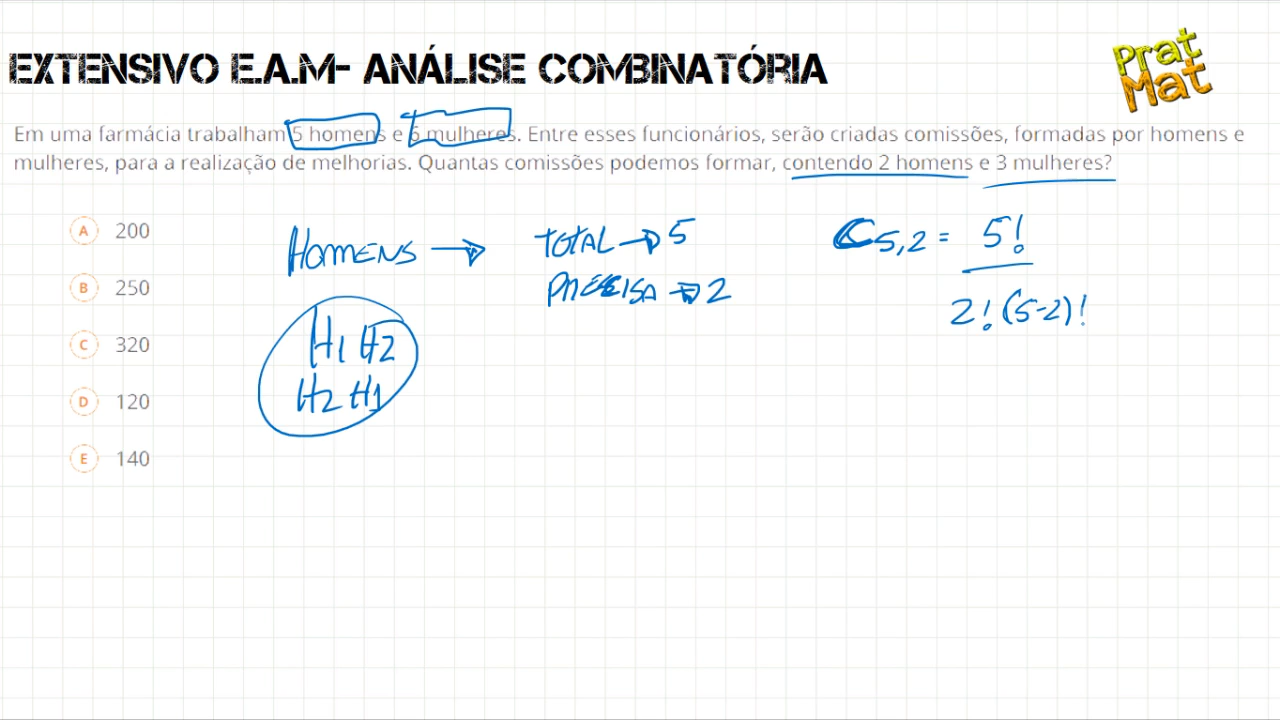 EXTENSIVO E.A.M- ANÁLISE COMBINATÓRIA
Prat
Mat
Em uma farmácia trabalham 5 homens e 6 mulheres. Entre esses funcionários, serão criadas comissões, formadas por homens e
mulheres, para a realização de melhorias. Quantas comissões podemos formar, contendo 2 homens e 3 mulheres?
A 200
B 250
C 320
D 120
E 140
HOMENS →
H1 H2
H2 H1
TOTAL → 5
PRECISA → 2
C5,2 = 5!
2! (5-2)!